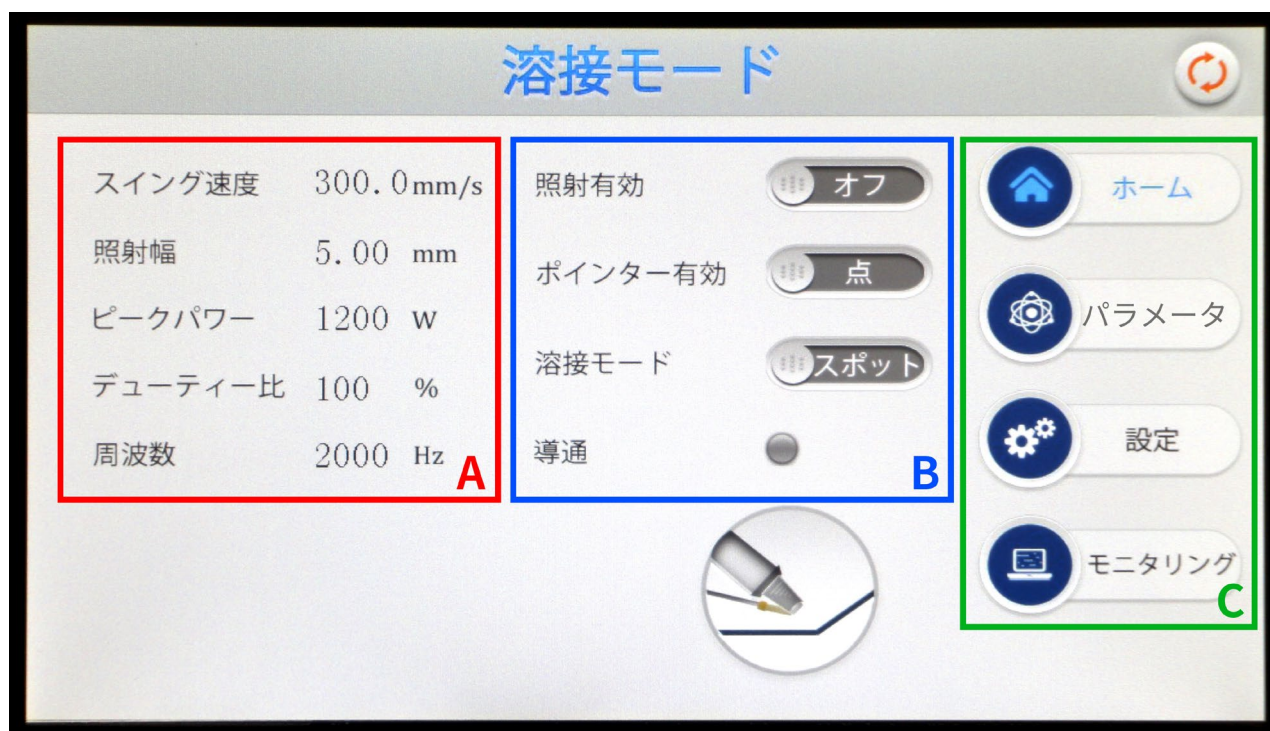 溶接モード
スイング速度 300.0mm/s
照射幅 5.00 mm
ピークパワー 1200 W
デューティー比 100 %
周波数 2000 Hz
A
照射有効 オフ
ポインター有効 点
溶接モード スポット
導通
B
ホーム
パラメータ
設定
モニタリング
C